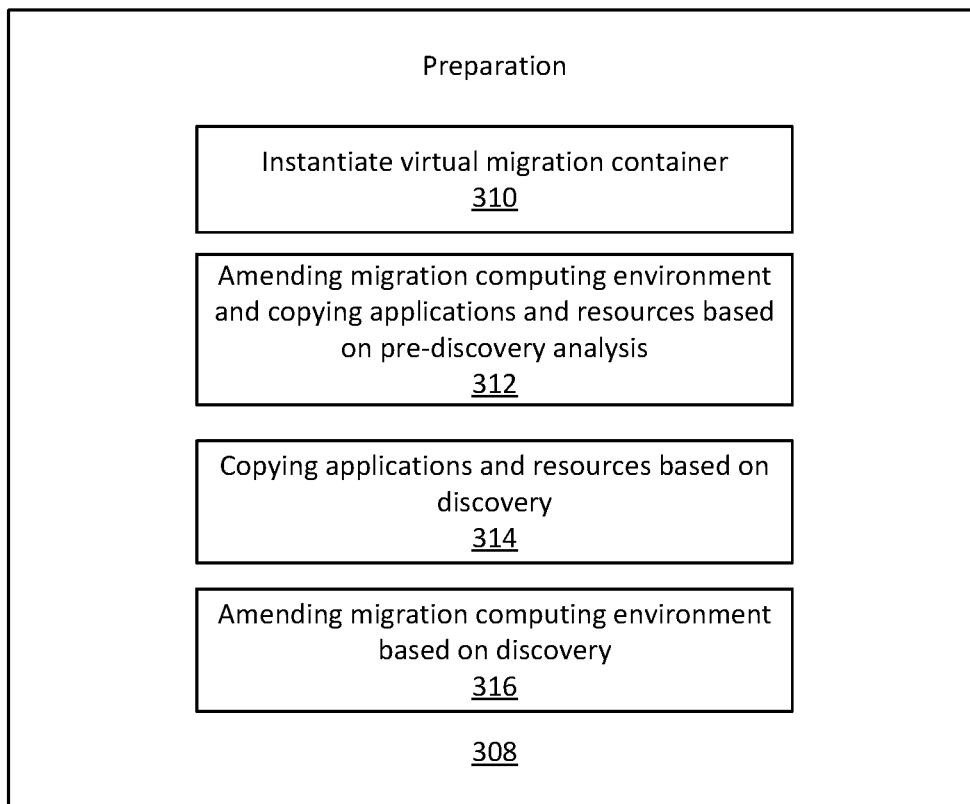 Preparation
Instantiate virtual migration container
310
Amending migration computing environment
and copying applications and resources based
on pre-discovery analysis
312
Copying applications and resources based on
discovery
314
Amending migration computing environment
based on discovery
316
308